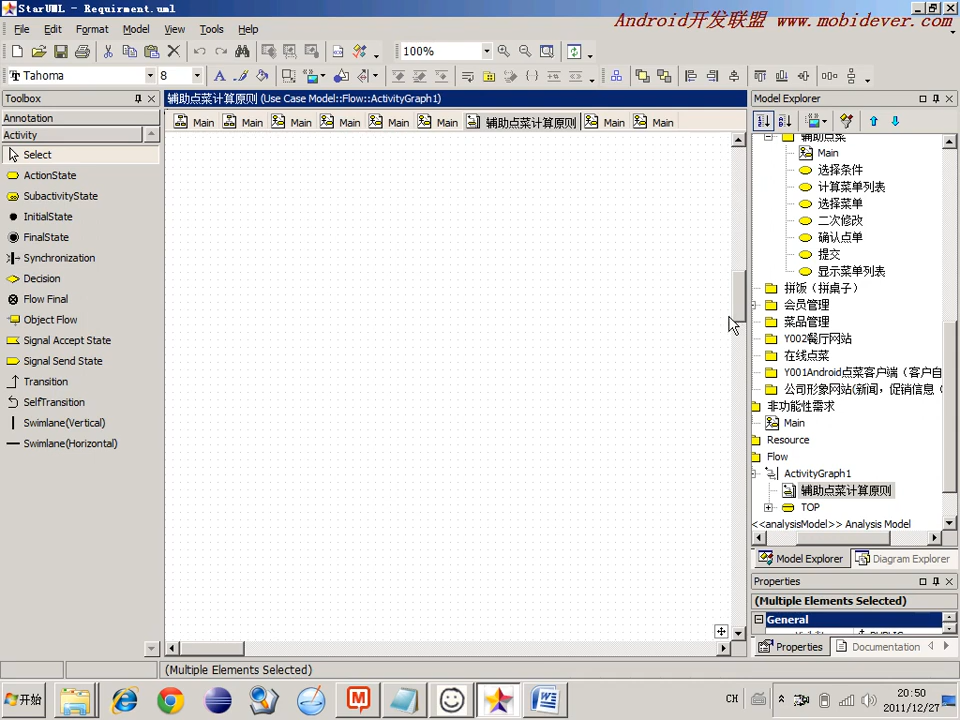 StarUML - Requirment.uml
Android开发联盟 www.mobidever.com
File Edit Format Model View Tools Help
100%
Tahoma 8
Toolbox
辅助点菜计算原则 (Use Case Model::Flow::ActivityGraph1)
Model Explorer
Annotation
Activity
Main Main Main Main Main Main 辅助点菜计算原则 Main Main
Select
ActionState
SubactivityState
InitialState
FinalState
Synchronization
Decision
Flow Final
Object Flow
Signal Accept State
Signal Send State
Transition
SelfTransition
Swimlane(Vertical)
Swimlane(Horizontal)
辅助点菜
Main
选择条件
计算菜单列表
选择菜单
二次修改
确认点单
提交
显示菜单列表
拼饭（拼桌子）
会员管理
菜品管理
Y002餐厅网站
在线点菜
Y001Android点菜客户端（客户自
公司形象网站(新闻，促销信息（
非功能性需求
Main
Resource
Flow
ActivityGraph1
辅助点菜计算原则
TOP
<<analysisModel>> Analysis Model
Model Explorer Diagram Explorer
Properties
(Multiple Elements Selected)
General
Properties Documentation
(Multiple Elements Selected)
开始
CH
20:50
2011/12/27